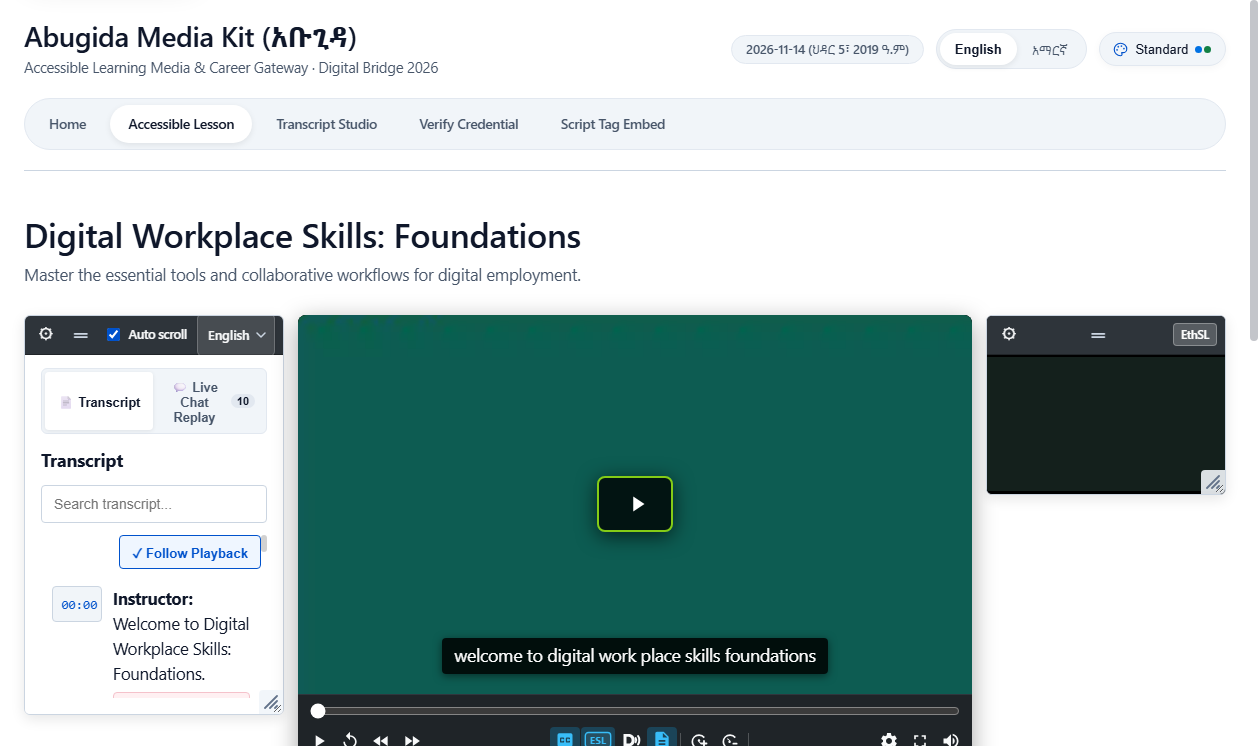 Abugida Media Kit (አቡጊዳ)
Accessible Learning Media & Career Gateway · Digital Bridge 2026
2026-11-14 (ህዳር 5፣ 2019 ዓ.ም)
English
አማርኛ
Standard
Home
Accessible Lesson
Transcript Studio
Verify Credential
Script Tag Embed
Digital Workplace Skills: Foundations
Master the essential tools and collaborative workflows for digital employment.
Auto scroll
English
Transcript
Live
Chat
Replay
10
Transcript
Search transcript...
✓ Follow Playback
00:00
Instructor:
Welcome to Digital
Workplace Skills:
Foundations.
welcome to digital work place skills foundations
CC
ESL
D
EthSL